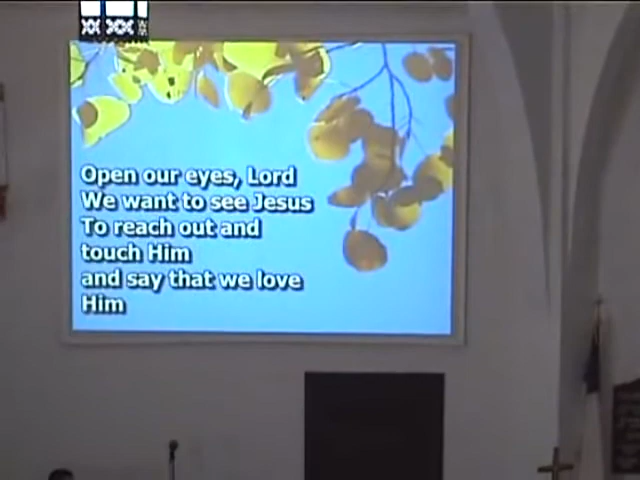 Open our eyes, Lord
We want to see Jesus
To reach out and
touch Him
and say that we love
Him